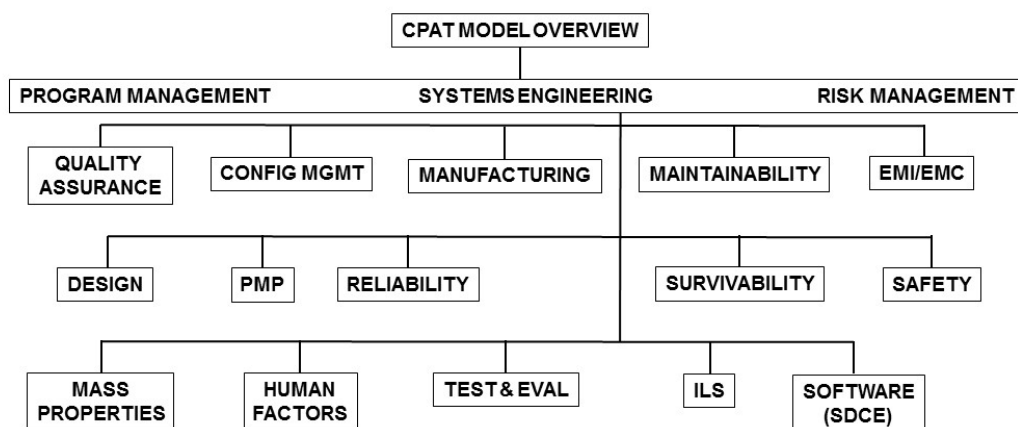 CPAT MODEL OVERVIEW
PROGRAM MANAGEMENT SYSTEMS ENGINEERING RISK MANAGEMENT
QUALITY
ASSURANCE
CONFIG MGMT
MANUFACTURING
MAINTAINABILITY
EMI/EMC
DESIGN
PMP
RELIABILITY
SURVIVABILITY
SAFETY
MASS
PROPERTIES
HUMAN
FACTORS
TEST & EVAL
ILS
SOFTWARE
(SDCE)